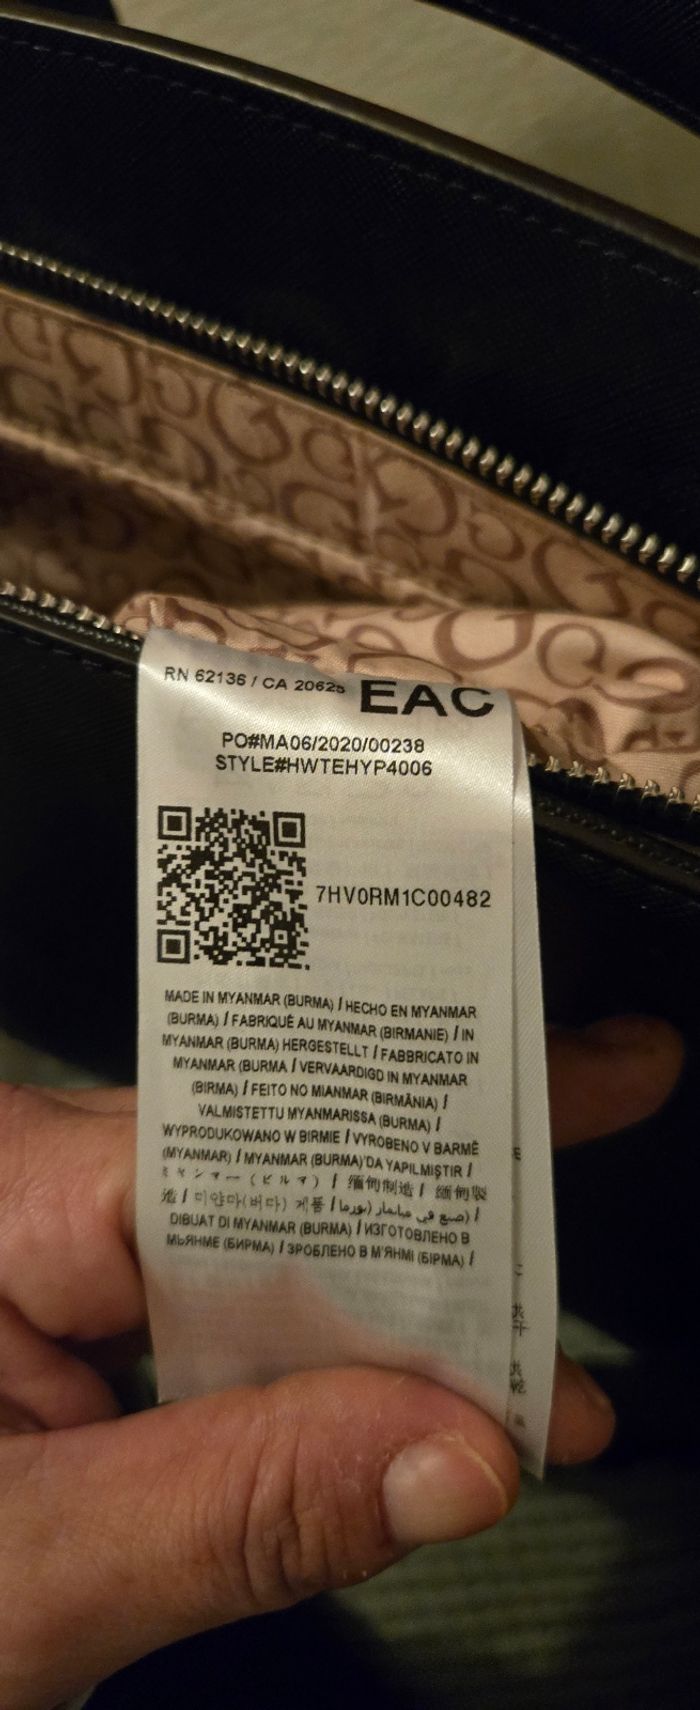 RN 62136 / CA 20625 EAC
PO#MA06/2020/00238
STYLE#HWTEHYP4006
7HV0RM1C00482
MADE IN MYANMAR (BURMA) / HECHO EN MYANMAR
(BURMA) / FABRIQUÉ AU MYANMAR (BIRMANIE) / IN
MYANMAR (BURMA) HERGESTELLT / FABBRICATO IN
MYANMAR (BURMA / VERVAARDIGD IN MYANMAR
(BIRMA) / FEITO NO MIANMAR (BIRMÂNIA) /
VALMISTETTU MYANMARISSA (BURMA) /
WYPRODUKOWANO W BIRMIE / VYROBENO V BARMĚ
(MYANMAR) / MYANMAR (BURMA)'DA YAPILMIŞTIR /
ミャンマー (ビルマ) / 缅甸制造 / 緬甸製
造 / 미얀마(버마) 제품 / صنع في ميانمار (بورما) /
DIBUAT DI MYANMAR (BURMA) / ИЗГОТОВЛЕНО В
МЬЯНМЕ (БИРМА) / ЗРОБЛЕНО В М'ЯНМІ (БІРМА) /